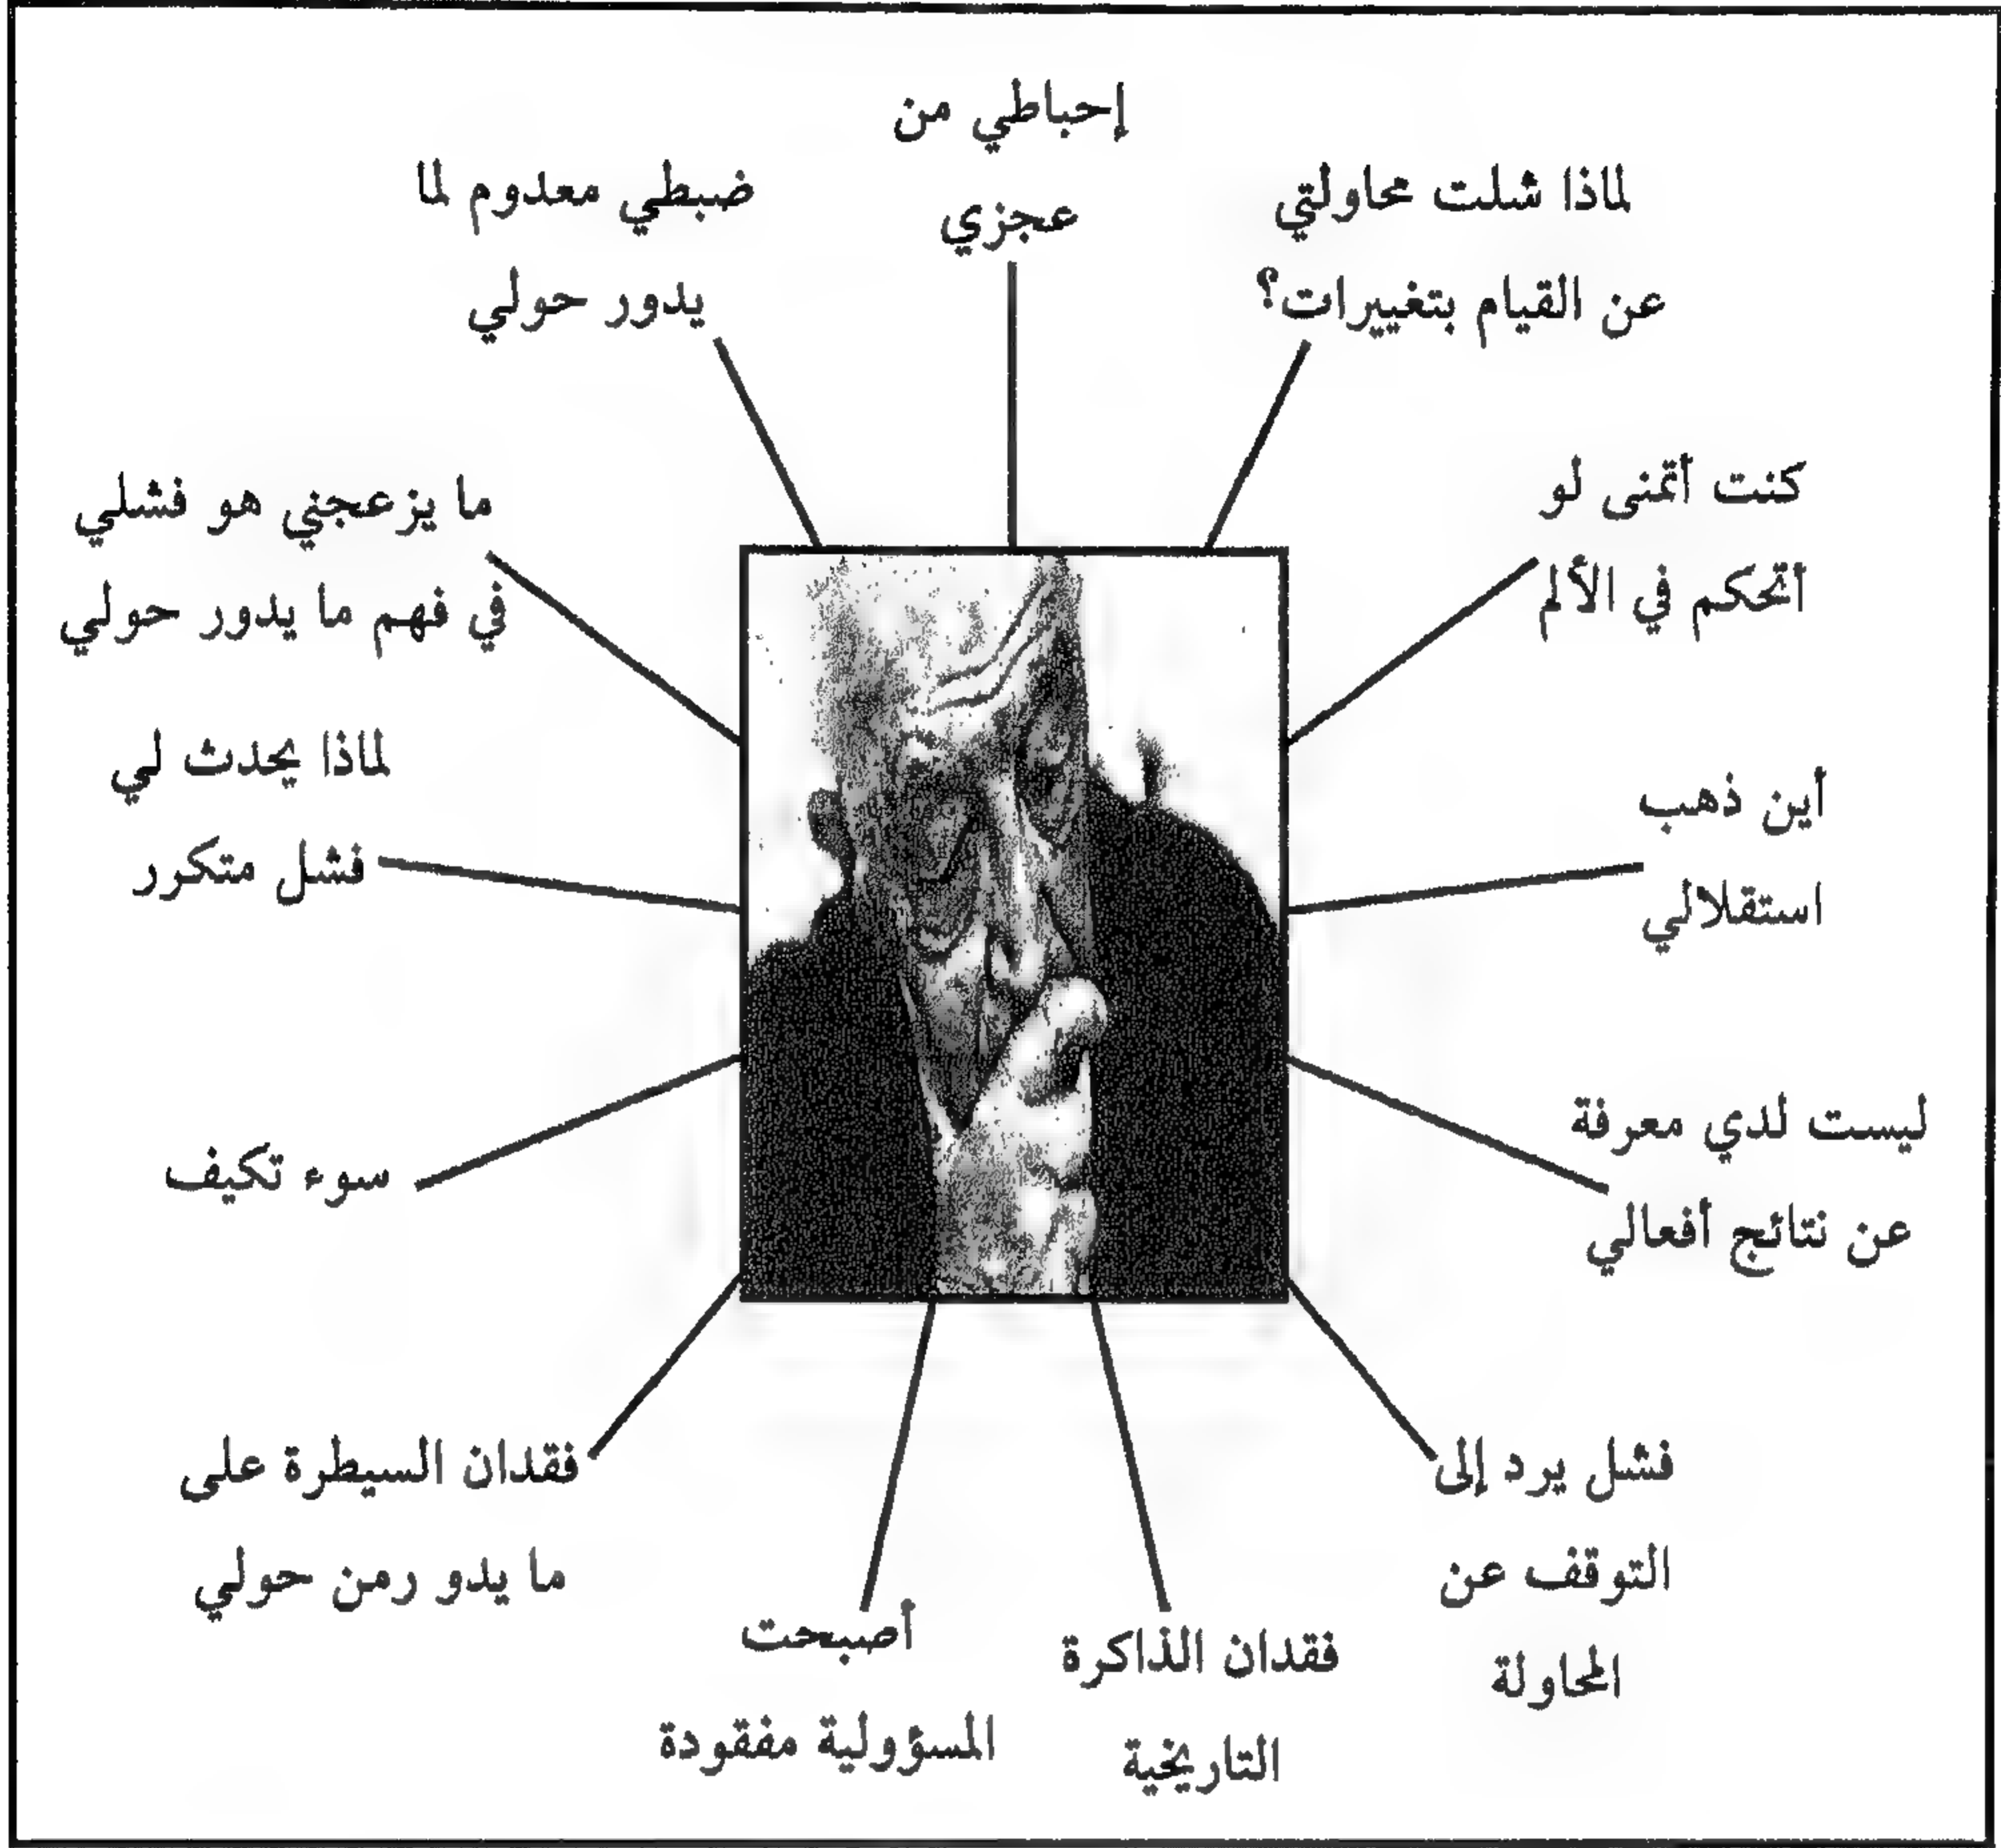 إحباطي من
عجزي
لماذا شلت محاولتي
عن القيام بتغييرات؟
كنت أتمنى لو
أتحكم في الألم
أين ذهب
استقلالي
ليست لدي معرفة
عن نتائج أفعالي
فشل يرد إلى
التوقف عن
المحاولة
فقدان الذاكرة
التاريخية
أصبحت
المسؤولية مفقودة
فقدان السيطرة على
ما يدو رمن حولي
سوء تكيف
لماذا يحدث لي
فشل متكرر
ما يزعجني هو فشلي
في فهم ما يدور حولي
ضبطي معدوم لما
يدور حولي